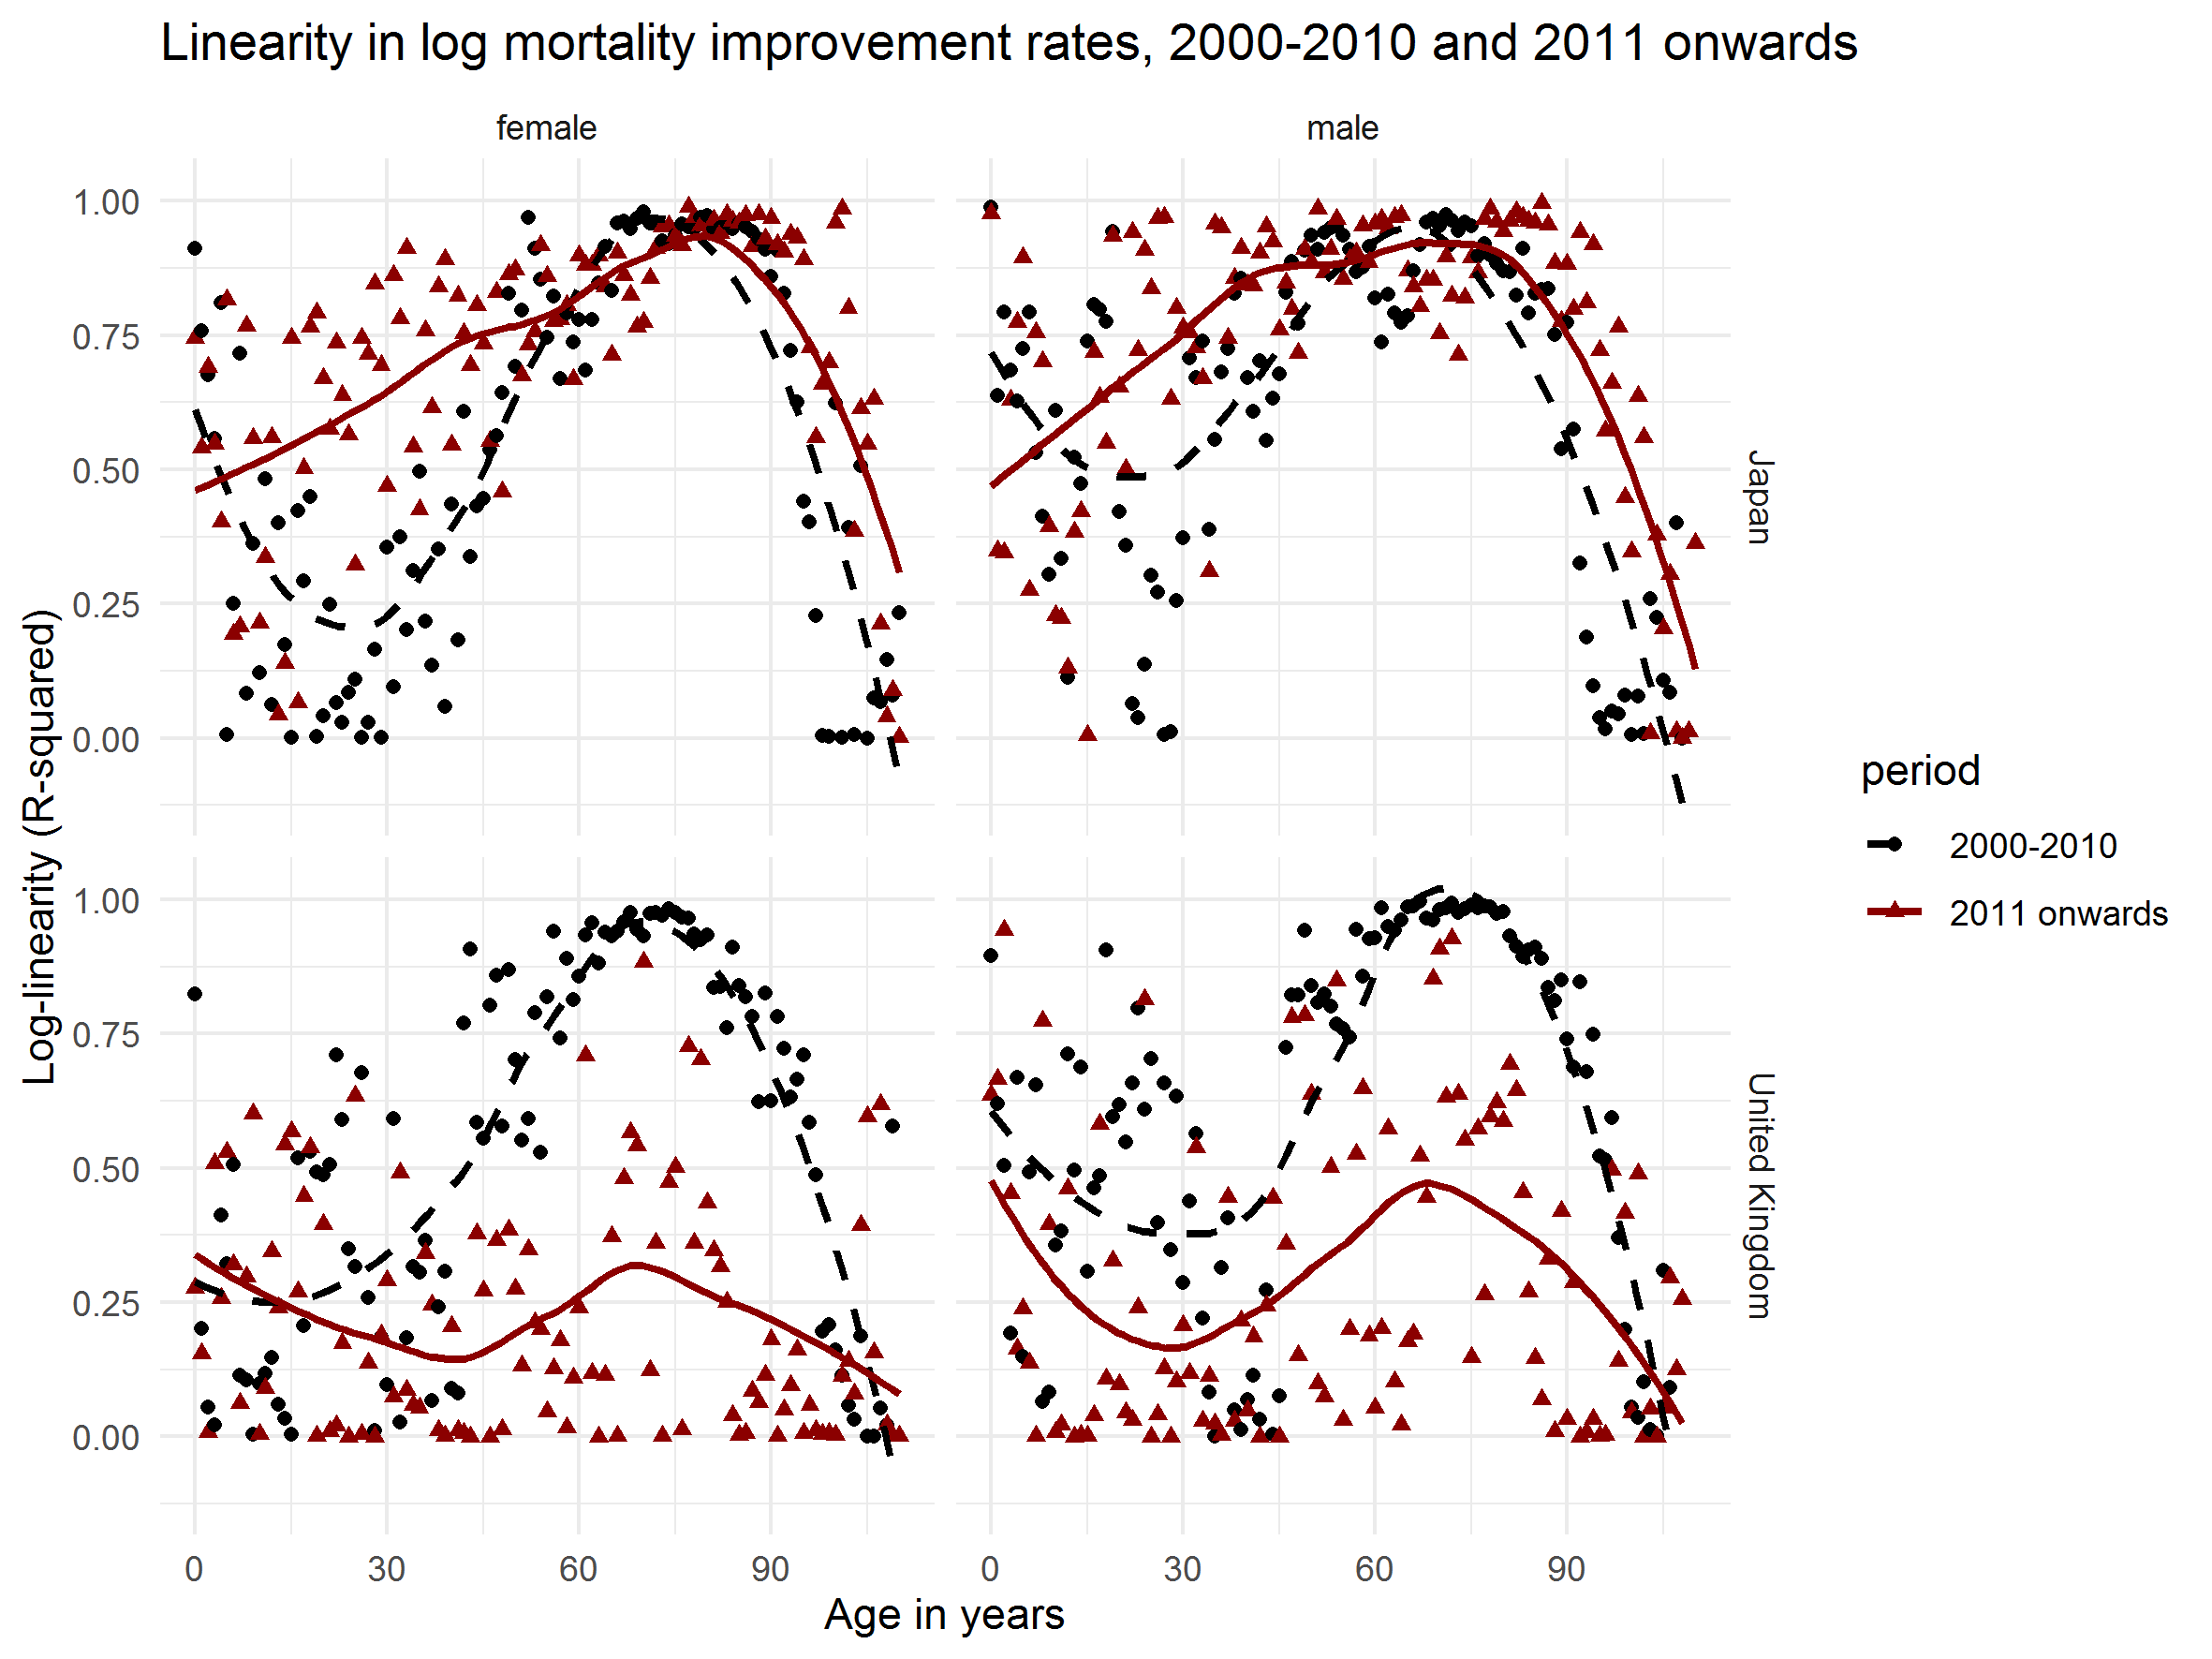 Linearity in log mortality improvement rates, 2000-2010 and 2011 onwards
female
male
1.00
0.75
0.50
0.25
0.00
Japan
1.00
0.75
0.50
0.25
0.00
United Kingdom
Log-linearity (R-squared)
0
30
60
90
0
30
60
90
Age in years
period
2000-2010
2011 onwards